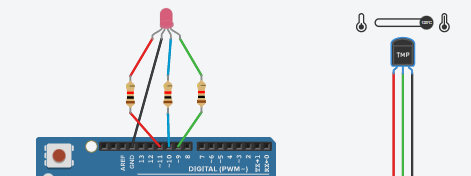 125°C
TMP
AREF
GND
13
12
~11
~10
~9
8
7
~6
~5
4
~3
2
TX→1
RX←0
DIGITAL (PWM~)